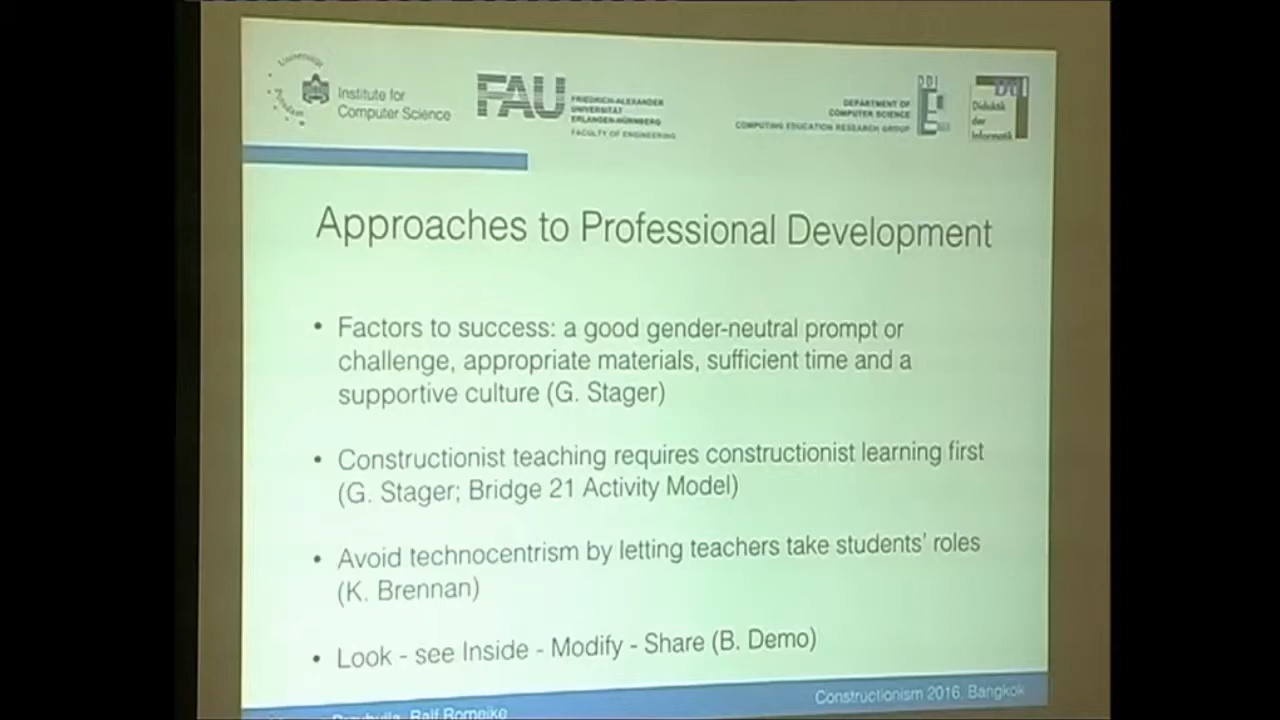 Universität
Potsdam
Institute for
Computer Science
FAU
FRIEDRICH-ALEXANDER
UNIVERSITÄT
ERLANGEN-NÜRNBERG
FACULTY OF ENGINEERING
DEPARTMENT OF
COMPUTER SCIENCE
COMPUTING EDUCATION RESEARCH GROUP
DDI
Didaktik
der
Informatik
Approaches to Professional Development
• Factors to success: a good gender-neutral prompt or
challenge, appropriate materials, sufficient time and a
supportive culture (G. Stager)
• Constructionist teaching requires constructionist learning first
(G. Stager; Bridge 21 Activity Model)
• Avoid technocentrism by letting teachers take students' roles
(K. Brennan)
• Look - see Inside - Modify - Share (B. Demo)
Ralf Romeike
Constructionism 2016, Bangkok